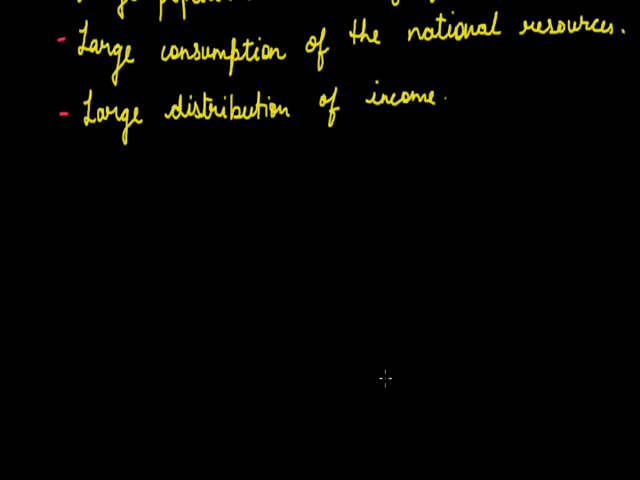 - Large consumption of the national resources.
- Large distribution of income.